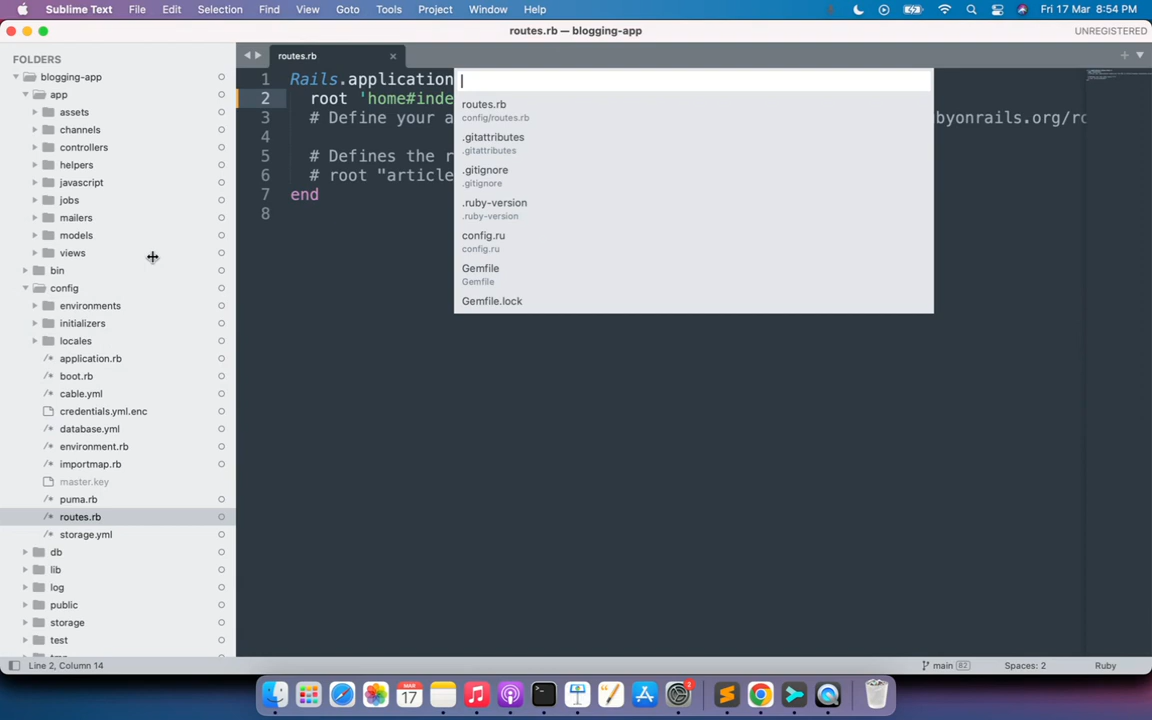 Sublime Text File Edit Selection Find View Goto Tools Project Window Help Fri 17 Mar 8:54 PM
routes.rb — blogging-app UNREGISTERED
FOLDERS
blogging-app
app
assets
channels
controllers
helpers
javascript
jobs
mailers
models
views
bin
config
environments
initializers
locales
application.rb
boot.rb
cable.yml
credentials.yml.enc
database.yml
environment.rb
importmap.rb
master.key
puma.rb
routes.rb
storage.yml
db
lib
log
public
storage
test
routes.rb
1 Rails.application
2 root 'home#inde
3 # Define your a byonrails.org/ro
4
5 # Defines the r
6 # root "article
7 end
8
routes.rb
config/routes.rb
.gitattributes
.gitattributes
.gitignore
.gitignore
.ruby-version
.ruby-version
config.ru
config.ru
Gemfile
Gemfile
Gemfile.lock
Line 2, Column 14 main 82 Spaces: 2 Ruby
MAR
17
2